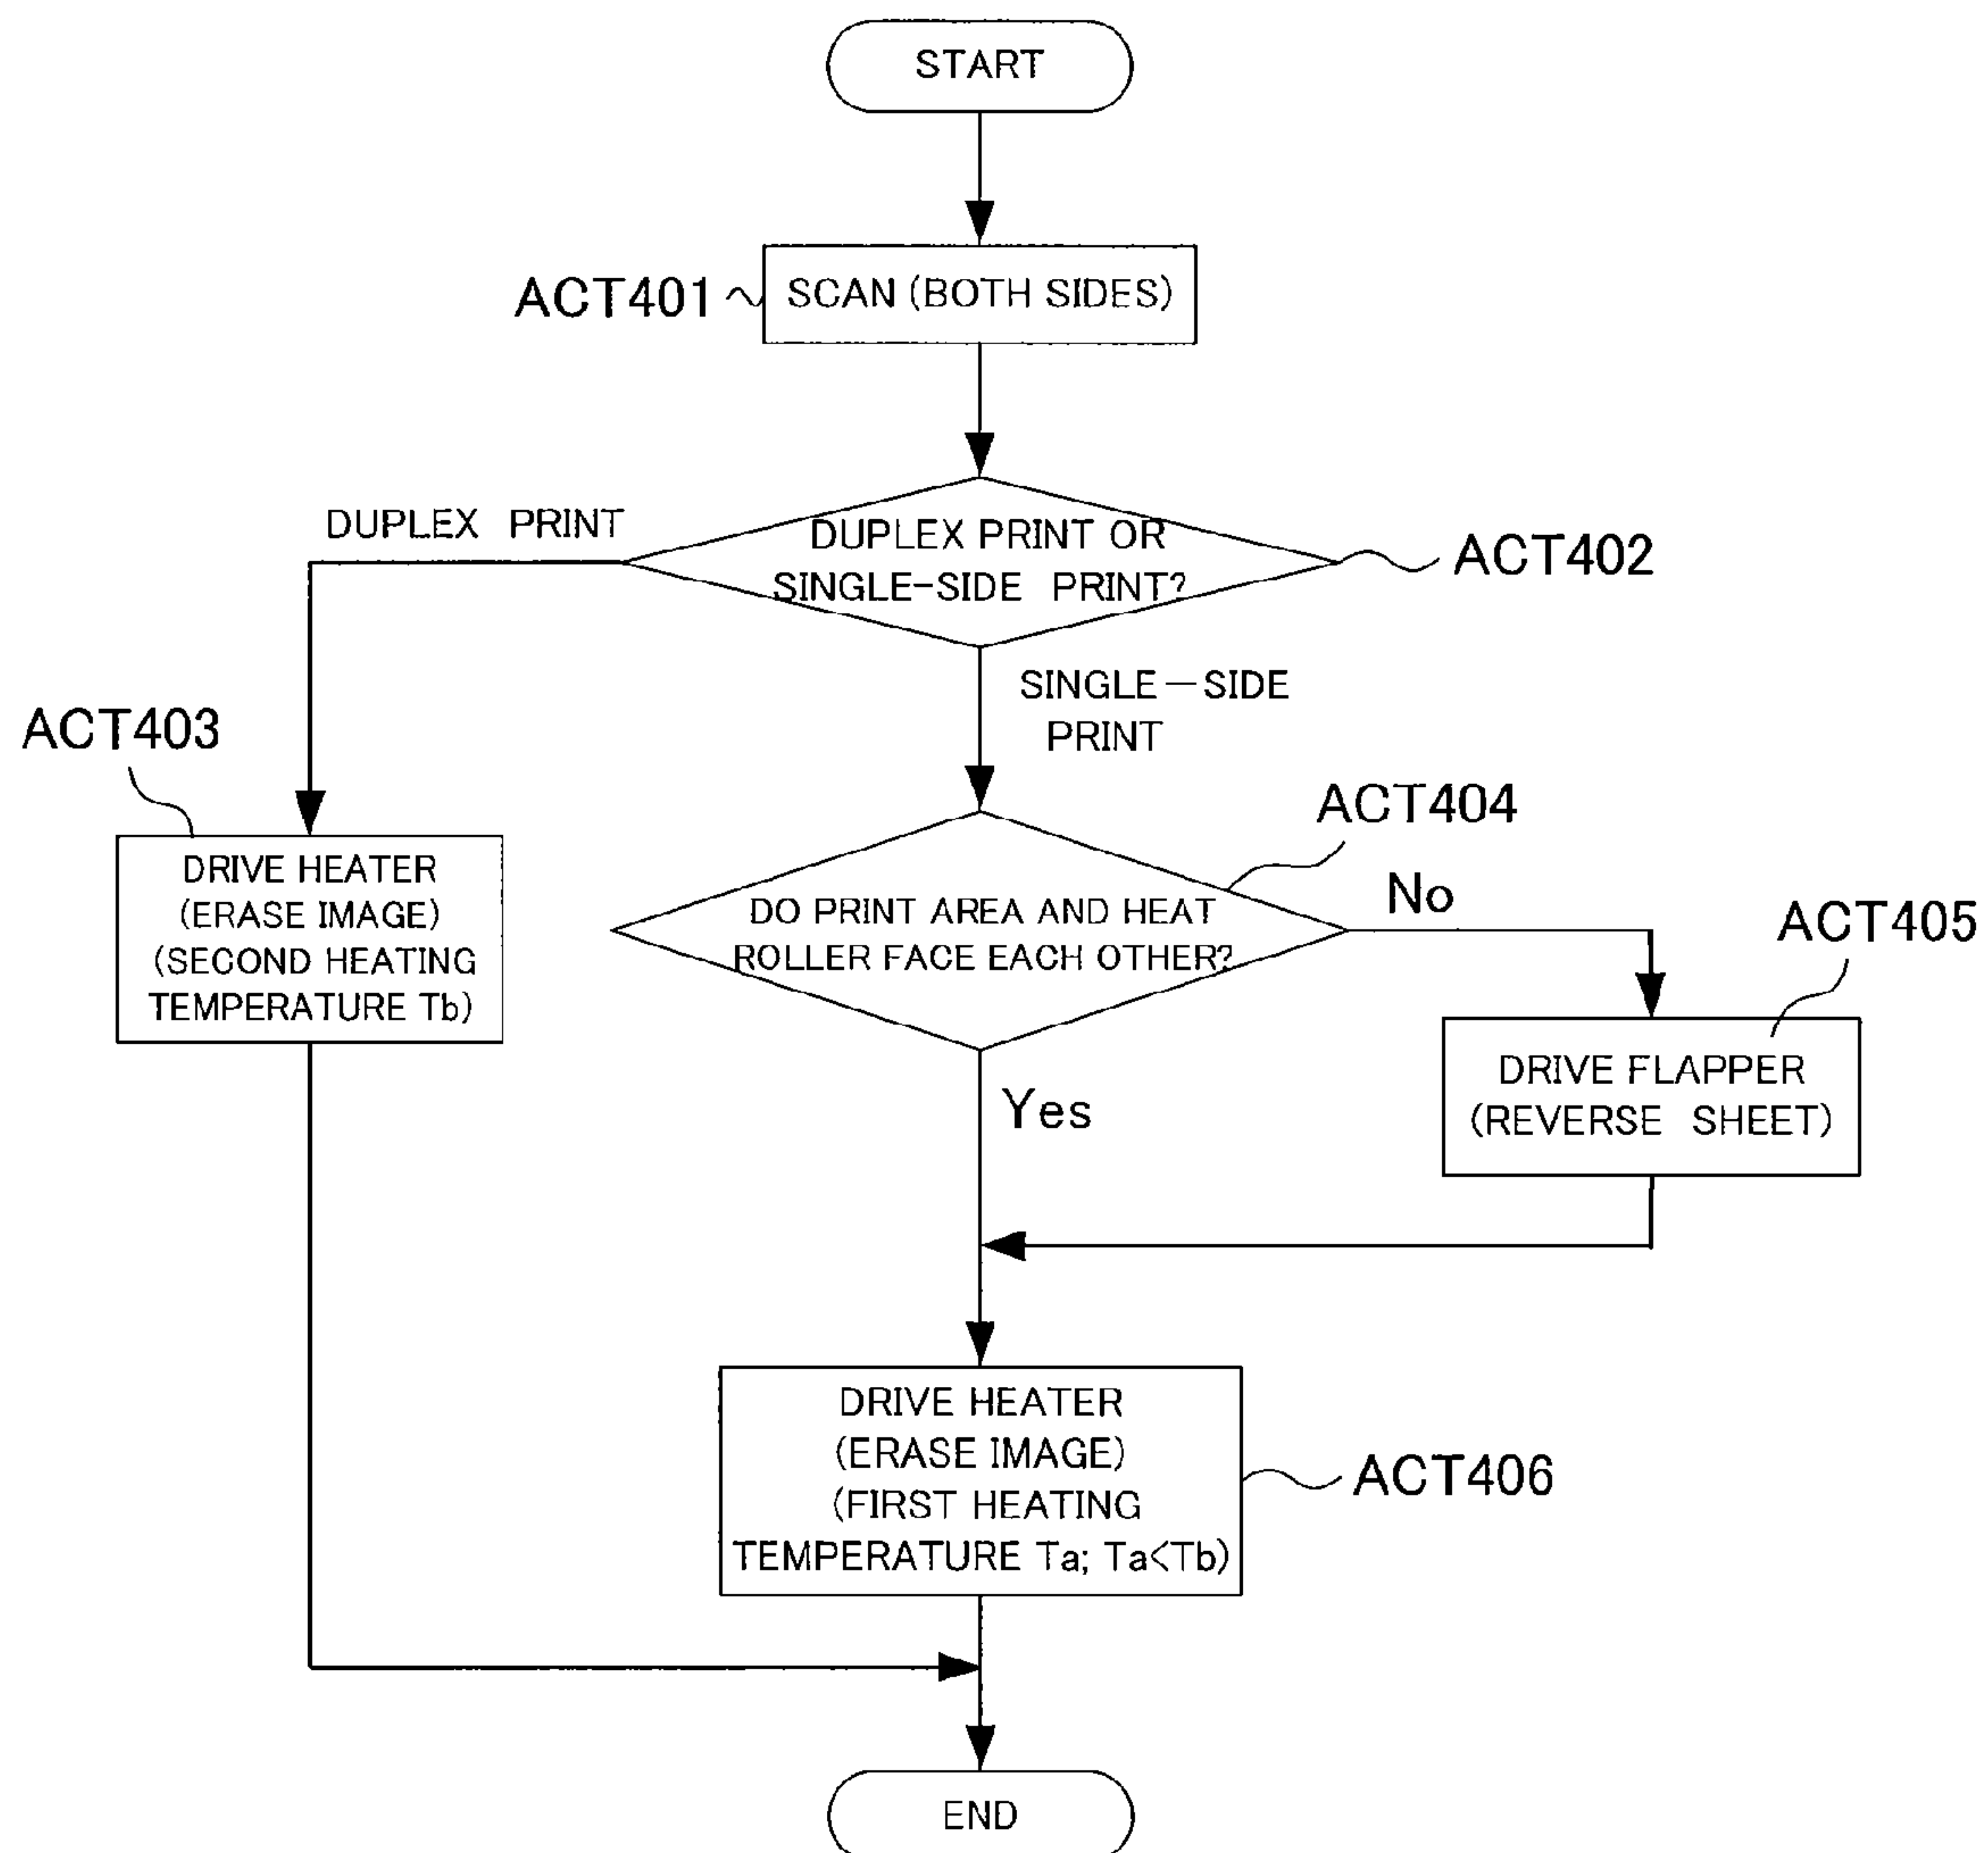 START
ACT401
SCAN (BOTH SIDES)
DUPLEX PRINT
DUPLEX PRINT OR
SINGLE-SIDE PRINT?
ACT402
SINGLE-SIDE
PRINT
ACT403
DRIVE HEATER
(ERASE IMAGE)
(SECOND HEATING
TEMPERATURE Tb)
ACT404
DO PRINT AREA AND HEAT
ROLLER FACE EACH OTHER?
No
ACT405
DRIVE FLAPPER
(REVERSE SHEET)
Yes
DRIVE HEATER
(ERASE IMAGE)
(FIRST HEATING
TEMPERATURE Ta; Ta<Tb)
ACT406
END